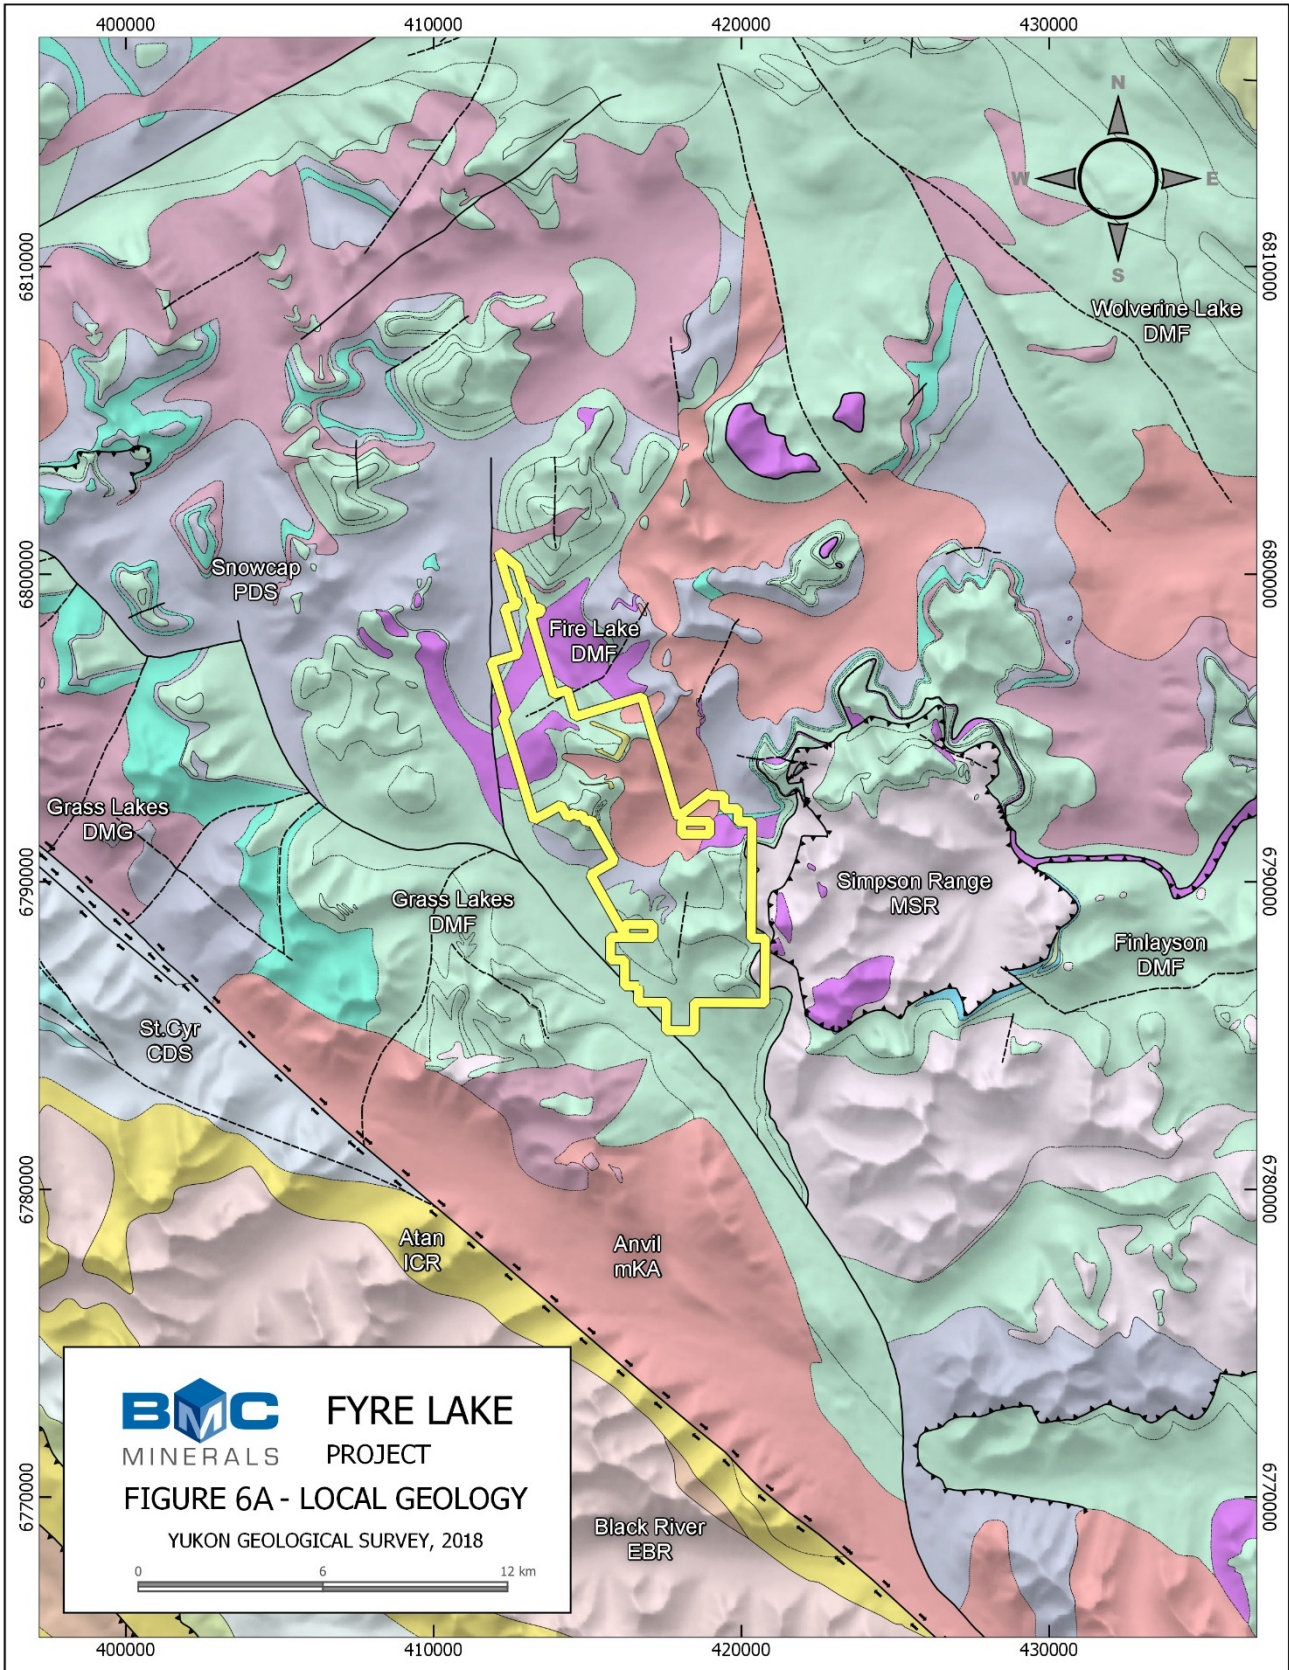 400000
410000
420000
430000
N
W
E
S
6810000
6810000
Wolverine Lake
DMF
Snowcap
PDS
6800000
6800000
Fire Lake
DMF
Grass Lakes
DMG
6790000
6790000
Grass Lakes
DMF
Simpson Range
MSR
Finlayson
DMF
St.Cyr
CDS
6780000
6780000
Atan
ICR
Anvil
mKA
6770000
6770000
Black River
EBR
BMC
MINERALS
FYRE LAKE
PROJECT
FIGURE 6A - LOCAL GEOLOGY
YUKON GEOLOGICAL SURVEY, 2018
0
6
12 km
400000
410000
420000
430000